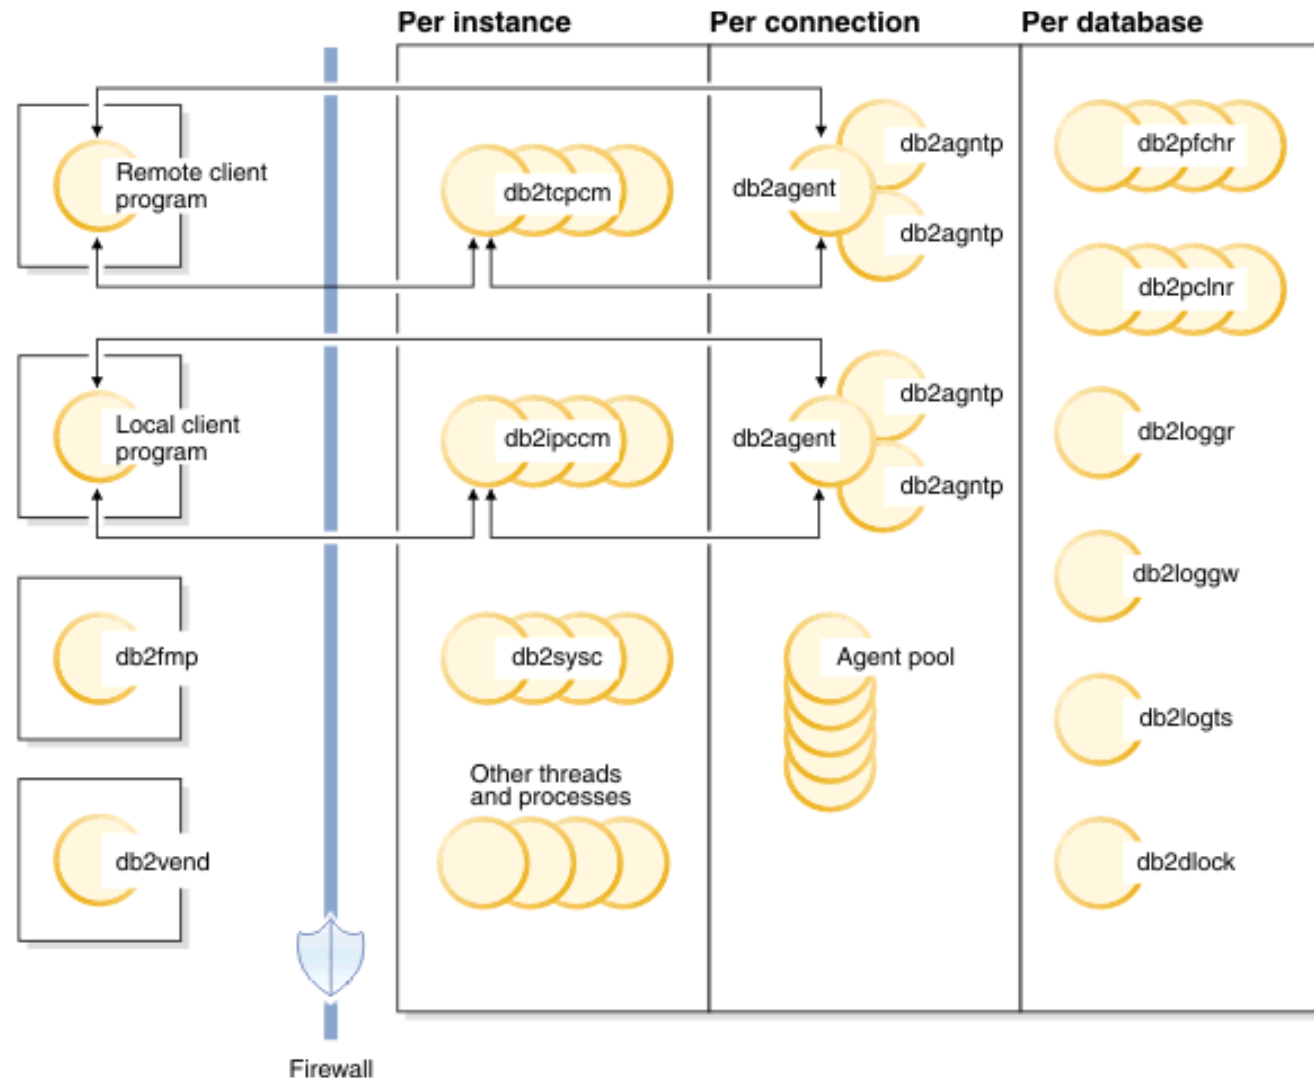 Per instance
Per connection
Per database
Remote client
program
db2tcpcm
db2agent
db2agntp
db2agntp
db2pfchr
db2pclnr
Local client
program
db2ipccm
db2agent
db2agntp
db2agntp
db2loggr
db2loggw
db2fmp
db2sysc
Agent pool
db2logts
Other threads
and processes
db2vend
db2dlock
Firewall